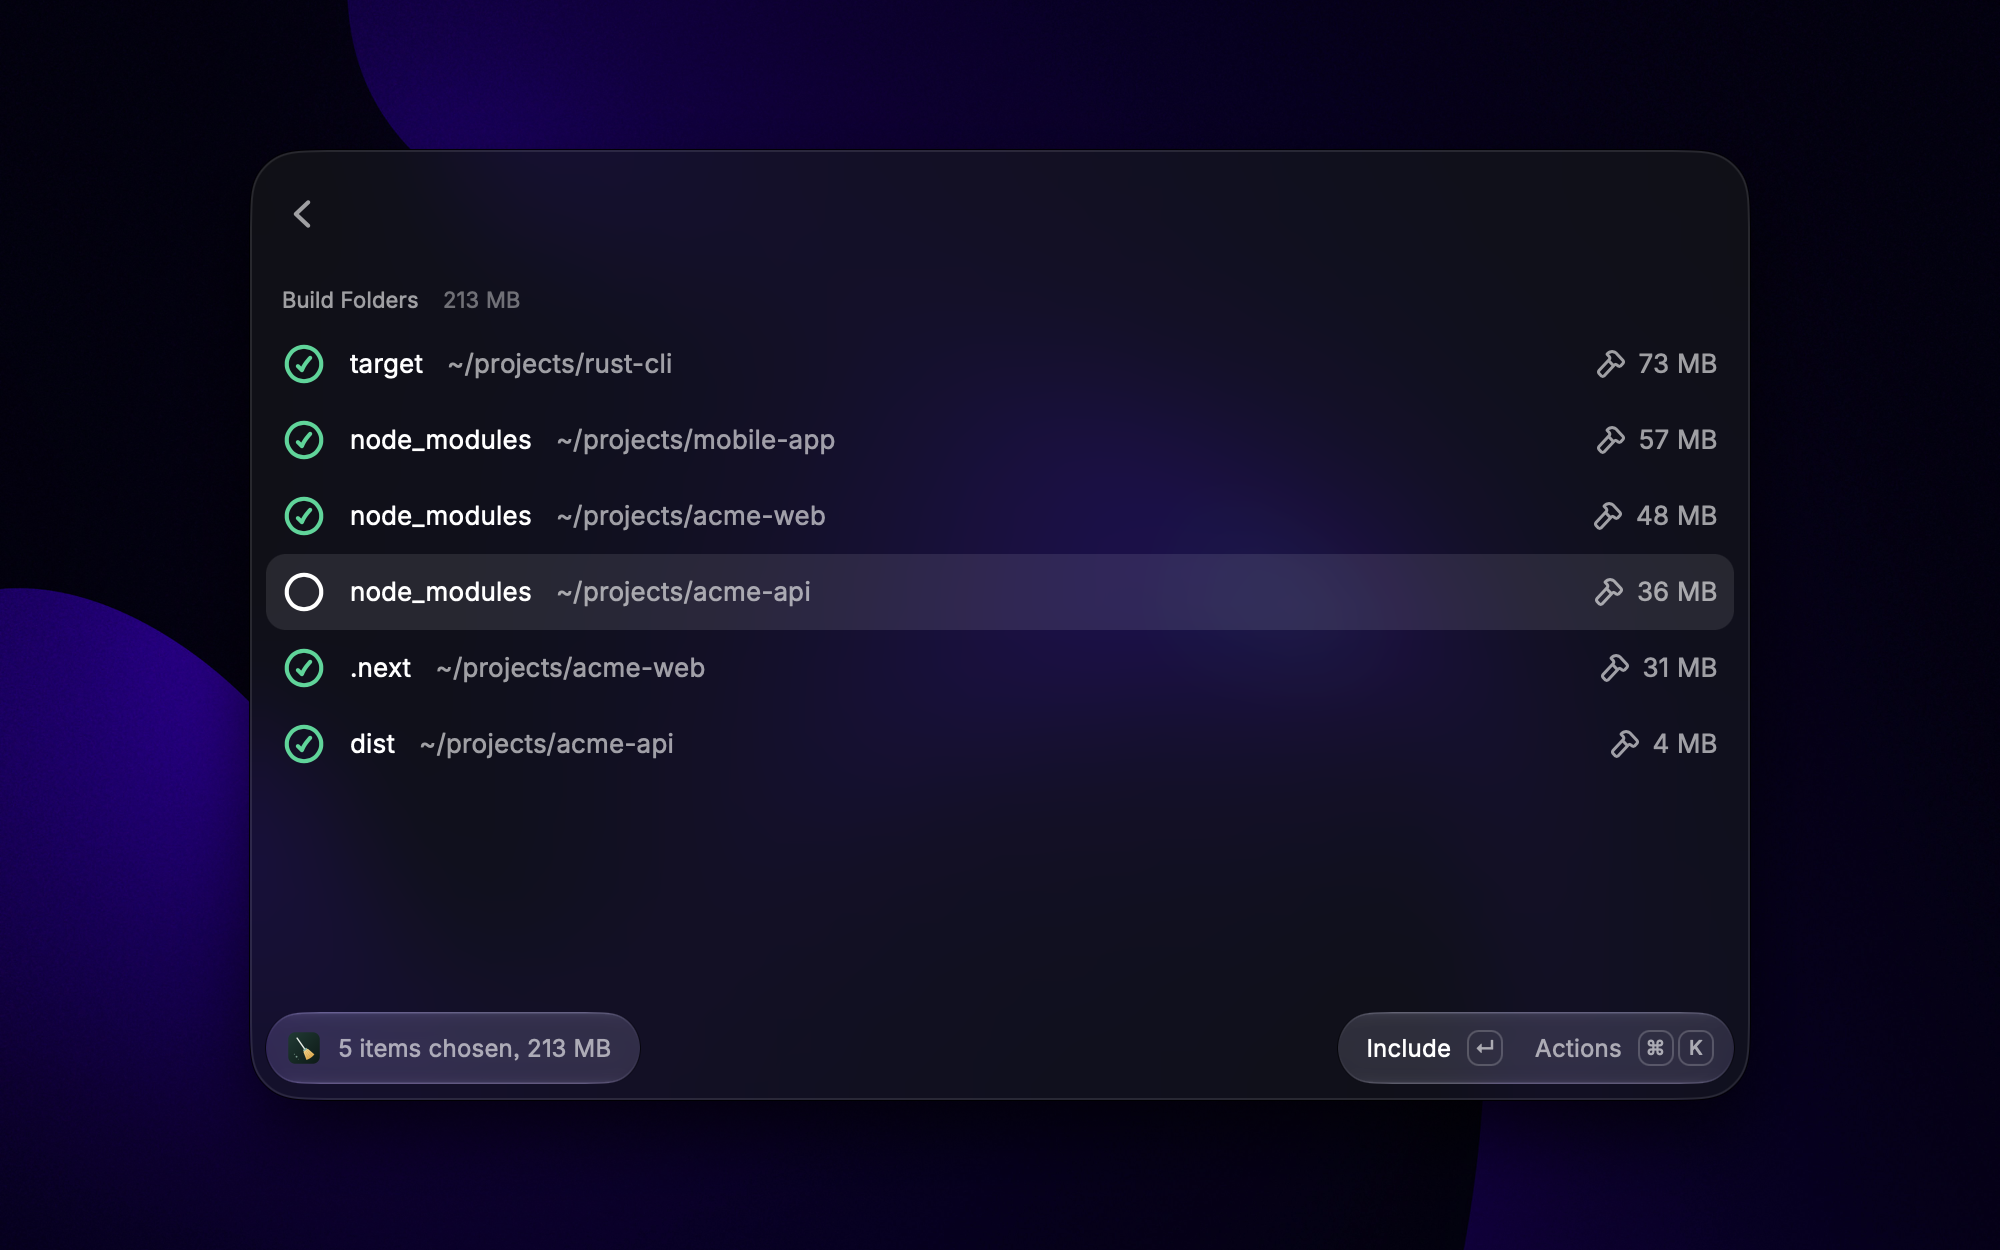 Build Folders 213 MB
target ~/projects/rust-cli 73 MB
node_modules ~/projects/mobile-app 57 MB
node_modules ~/projects/acme-web 48 MB
node_modules ~/projects/acme-api 36 MB
.next ~/projects/acme-web 31 MB
dist ~/projects/acme-api 4 MB
5 items chosen, 213 MB Include ↵ Actions ⌘ K